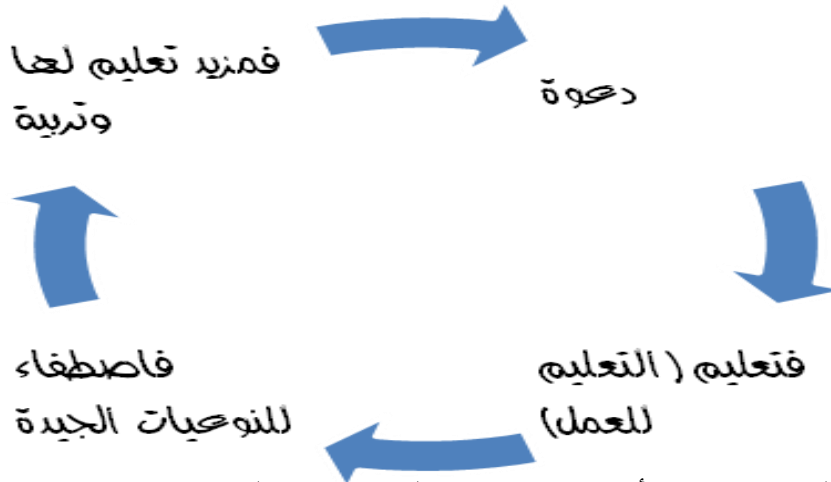 دعوة
فتعليم (التعليم
للعمل)
فاصطفاء
للنوعيات الجيدة
فمزيد تعليم لها
وتربية